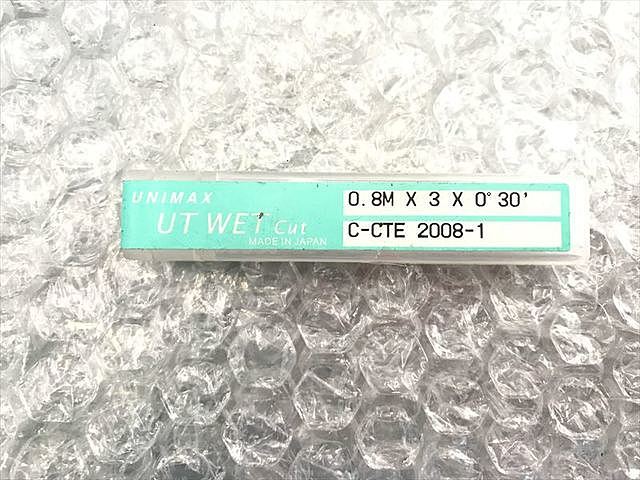 UNIMAX
UT WET Cut
MADE IN JAPAN
0.8M X 3 X 0°30'
C-CTE 2008-1